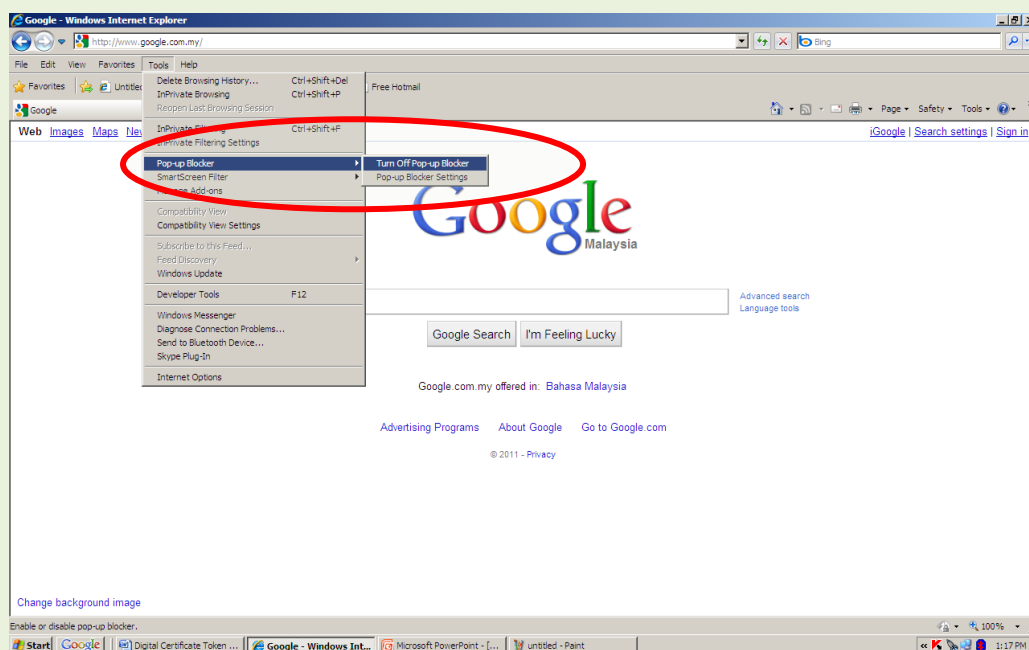 Google - Windows Internet Explorer
http://www.google.com.my/
Bing
File Edit View Favorites Tools Help
Favorites Free Hotmail
Google
Page Safety Tools
Web Images Maps
iGoogle | Search settings | Sign in
Delete Browsing History... Ctrl+Shift+Del
InPrivate Browsing Ctrl+Shift+P
Reopen Last Browsing Session
InPrivate Filtering Ctrl+Shift+F
InPrivate Filtering Settings
Pop-up Blocker
SmartScreen Filter
Manage Add-ons
Compatibility View
Compatibility View Settings
Subscribe to this Feed...
Feed Discovery
Windows Update
Developer Tools F12
Windows Messenger
Diagnose Connection Problems...
Send to Bluetooth Device...
Skype Plug-In
Internet Options
Turn Off Pop-up Blocker
Pop-up Blocker Settings
Google
Malaysia
Advanced search
Language tools
Google Search I'm Feeling Lucky
Google.com.my offered in: Bahasa Malaysia
Advertising Programs About Google Go to Google.com
© 2011 - Privacy
Change background image
Enable or disable pop-up blocker.
100%
Start Google Digital Certificate Token ... Google - Windows Int... Microsoft PowerPoint - [... untitled - Paint 1:17 PM